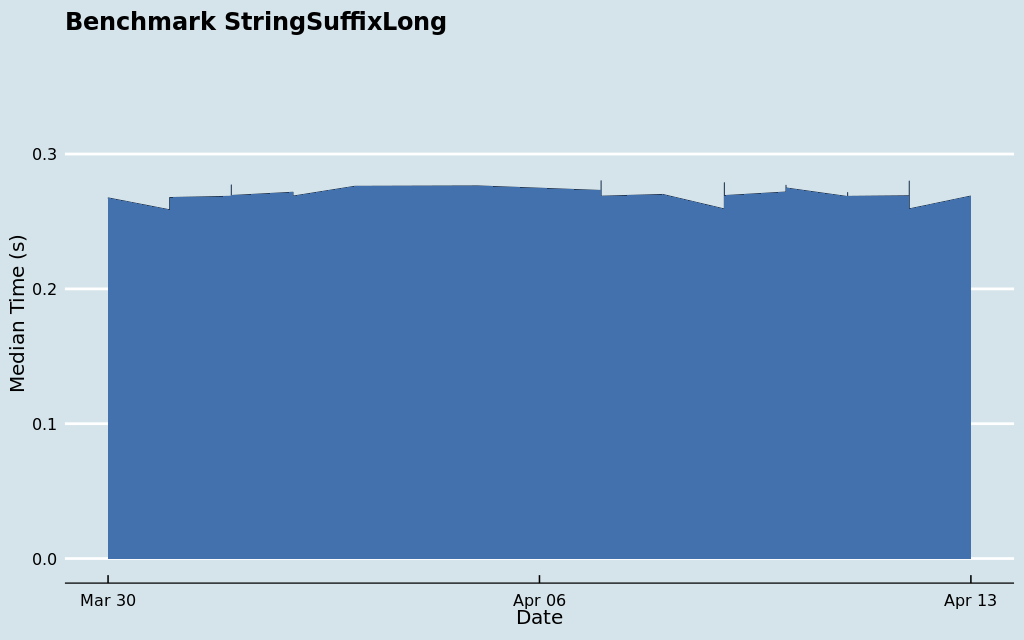 Benchmark StringSuffixLong
Median Time (s)
0.3
0.2
0.1
0.0
Mar 30
Apr 06
Apr 13
Date